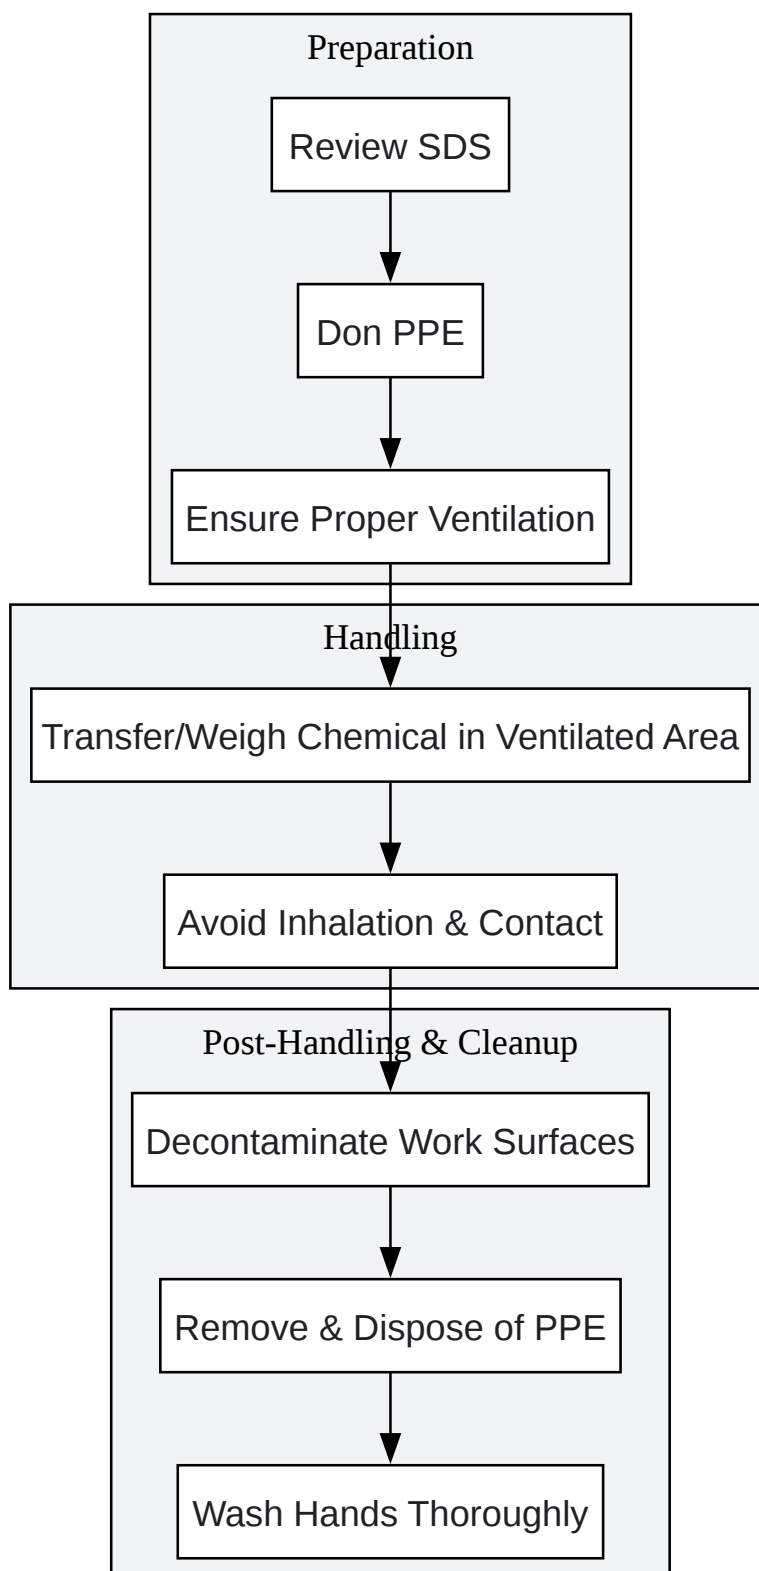 Preparation
Review SDS
Don PPE
Ensure Proper Ventilation
Handling
Transfer/Weigh Chemical in Ventilated Area
Avoid Inhalation & Contact
Post-Handling & Cleanup
Decontaminate Work Surfaces
Remove & Dispose of PPE
Wash Hands Thoroughly